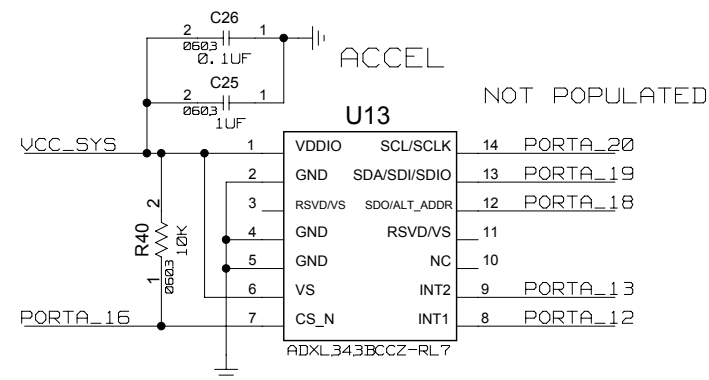 C26
2 1
0603
0.1UF
ACCEL
C25
2 1
0603
1UF
NOT POPULATED
U13
VCC_SYS 1 VDDIO SCL/SCLK 14 PORTA_20
2 GND SDA/SDI/SDIO 13 PORTA_19
3 RSVD/VS SDO/ALT_ADDR 12 PORTA_18
4 GND RSVD/VS 11
5 GND NC 10
6 VS INT2 9 PORTA_13
PORTA_16 7 CS_N INT1 8 PORTA_12
2
R40
10K
1
0603
ADXL343BCCZ-RL7